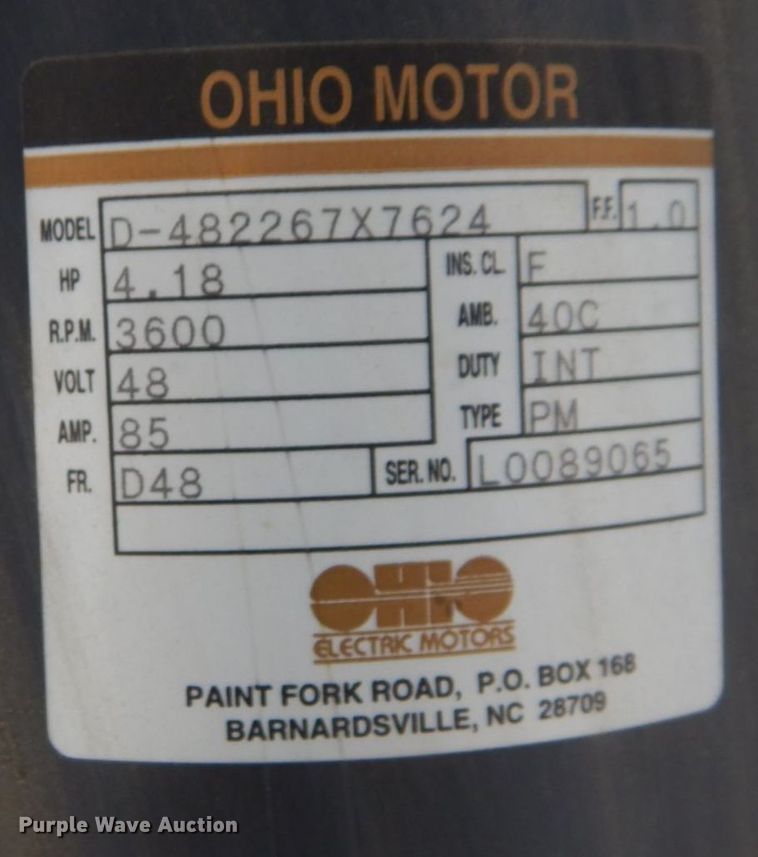 OHIO MOTOR
MODEL D-482267X7624 F.F. 1.0
HP 4.18 INS. CL. F
R.P.M. 3600 AMB. 40C
VOLT 48 DUTY INT
AMP. 85 TYPE PM
FR. D48 SER. NO. L0089065
OHIO
ELECTRIC MOTORS
PAINT FORK ROAD, P.O. BOX 168
BARNARDSVILLE, NC 28709
Purple Wave Auction